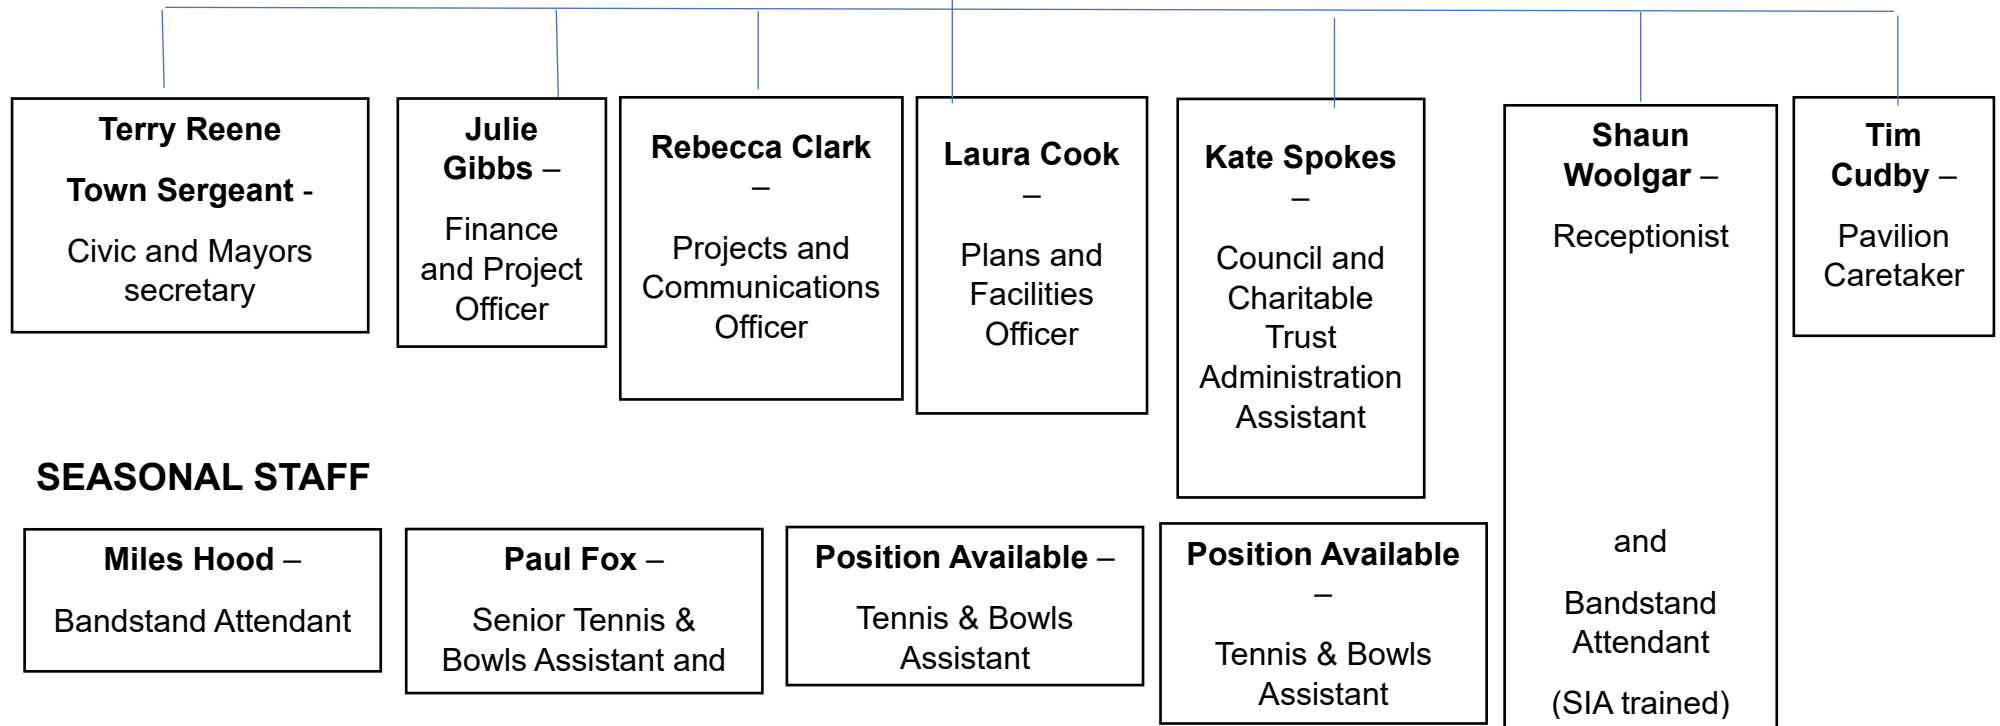 Terry Reene
Town Sergeant -
Civic and Mayors
secretary
Julie
Gibbs –
Finance
and Project
Officer
Rebecca Clark
–
Projects and
Communications
Officer
Laura Cook
–
Plans and
Facilities
Officer
Kate Spokes
–
Council and
Charitable
Trust
Administration
Assistant
Shaun
Woolgar –
Receptionist
and
Bandstand
Attendant
(SIA trained)
Tim
Cudby –
Pavilion
Caretaker
SEASONAL STAFF
Miles Hood –
Bandstand Attendant
Paul Fox –
Senior Tennis &
Bowls Assistant and
Position Available –
Tennis & Bowls
Assistant
Position Available
–
Tennis & Bowls
Assistant